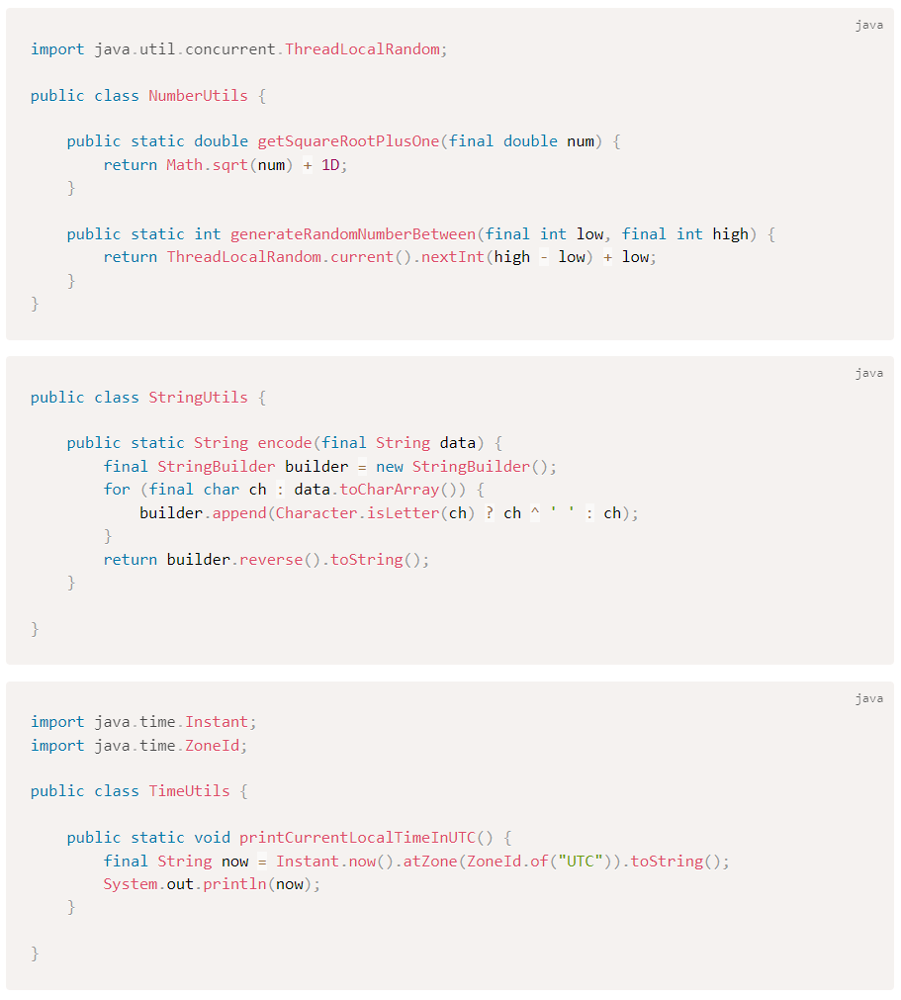 java
import java.util.concurrent.ThreadLocalRandom;
public class NumberUtils {
    public static double getSquareRootPlusOne(final double num) {
        return Math.sqrt(num) + 1D;
    }
    public static int generateRandomNumberBetween(final int low, final int high) {
        return ThreadLocalRandom.current().nextInt(high - low) + low;
    }
}
java
public class StringUtils {
    public static String encode(final String data) {
        final StringBuilder builder = new StringBuilder();
        for (final char ch : data.toCharArray()) {
            builder.append(Character.isLetter(ch) ? ch ^ ' ' : ch);
        }
        return builder.reverse().toString();
    }
}
java
import java.time.Instant;
import java.time.ZoneId;
public class TimeUtils {
    public static void printCurrentLocalTimeInUTC() {
        final String now = Instant.now().atZone(ZoneId.of("UTC")).toString();
        System.out.println(now);
    }
}